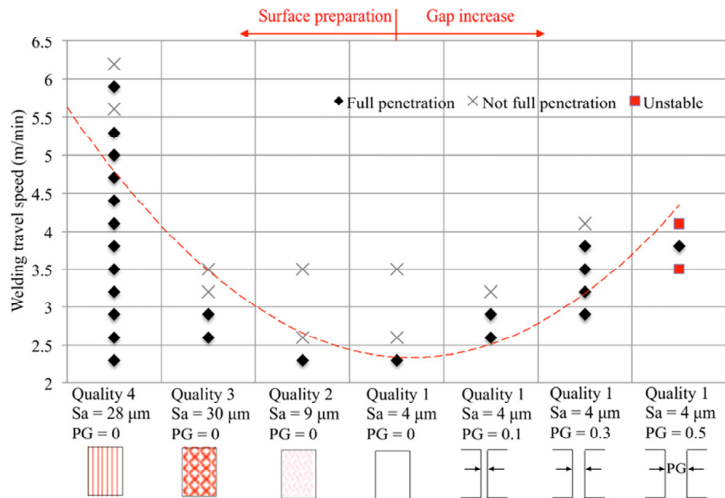 Surface preparation Gap increase
6.5
6
5.5
5
4.5
4
3.5
3
2.5
2
Welding travel speed (m/min)
Full penetration Not full penetration Unstable
Quality 4 Quality 3 Quality 2 Quality 1 Quality 1 Quality 1 Quality 1
Sa = 28 μm Sa = 30 μm Sa = 9 μm Sa = 4 μm Sa = 4 μm Sa = 4 μm Sa = 4 μm
PG = 0 PG = 0 PG = 0 PG = 0 PG = 0.1 PG = 0.3 PG = 0.5
PG